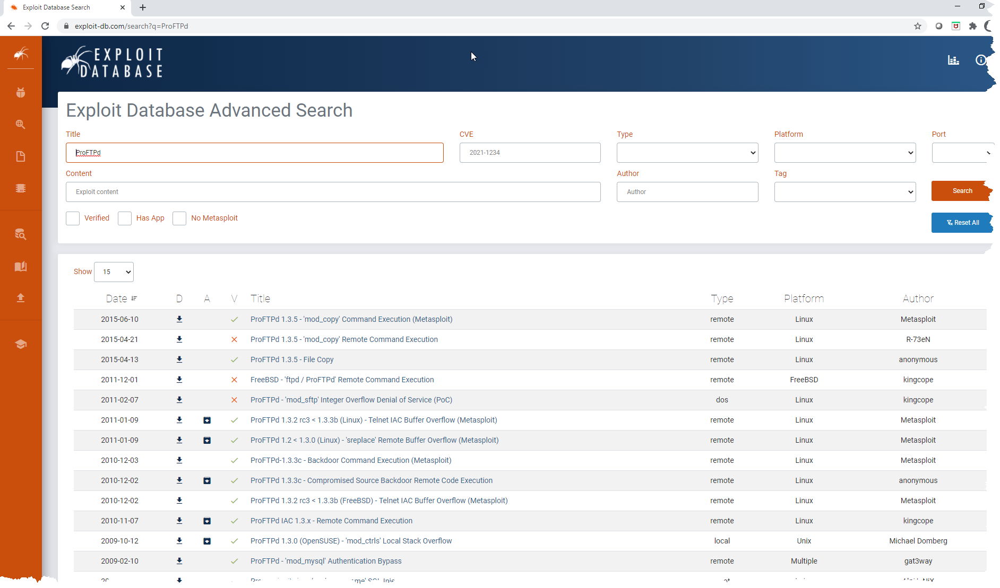 Exploit Database Search
exploit-db.com/search?q=ProFTPd
EXPLOIT
DATABASE
Exploit Database Advanced Search
Title CVE Type Platform Port
ProFTPd 2021-1234
Content Author Tag
Exploit content Author Search
Verified Has App No Metasploit Reset All
Show 15
Date D A V Title Type Platform Author
2015-06-10 ProFTPd 1.3.5 - 'mod_copy' Command Execution (Metasploit) remote Linux Metasploit
2015-04-21 ProFTPd 1.3.5 - 'mod_copy' Remote Command Execution remote Linux R-73eN
2015-04-13 ProFTPd 1.3.5 - File Copy remote Linux anonymous
2011-12-01 FreeBSD - 'ftpd / ProFTPd' Remote Command Execution remote FreeBSD kingcope
2011-02-07 ProFTPd - 'mod_sftp' Integer Overflow Denial of Service (PoC) dos Linux kingcope
2011-01-09 ProFTPd 1.3.2 rc3 < 1.3.3b (Linux) - Telnet IAC Buffer Overflow (Metasploit) remote Linux Metasploit
2011-01-09 ProFTPd 1.2 < 1.3.0 (Linux) - 'sreplace' Remote Buffer Overflow (Metasploit) remote Linux Metasploit
2010-12-03 ProFTPd-1.3.3c - Backdoor Command Execution (Metasploit) remote Linux Metasploit
2010-12-02 ProFTPd 1.3.3c - Compromised Source Backdoor Remote Code Execution remote Linux anonymous
2010-12-02 ProFTPd 1.3.2 rc3 < 1.3.3b (FreeBSD) - Telnet IAC Buffer Overflow (Metasploit) remote Linux Metasploit
2010-11-07 ProFTPd IAC 1.3.x - Remote Command Execution remote Linux kingcope
2009-10-12 ProFTPd 1.3.0 (OpenSUSE) - 'mod_ctrls' Local Stack Overflow local Unix Michael Domberg
2009-02-10 ProFTPd - 'mod_mysql' Authentication Bypass remote Multiple gat3way